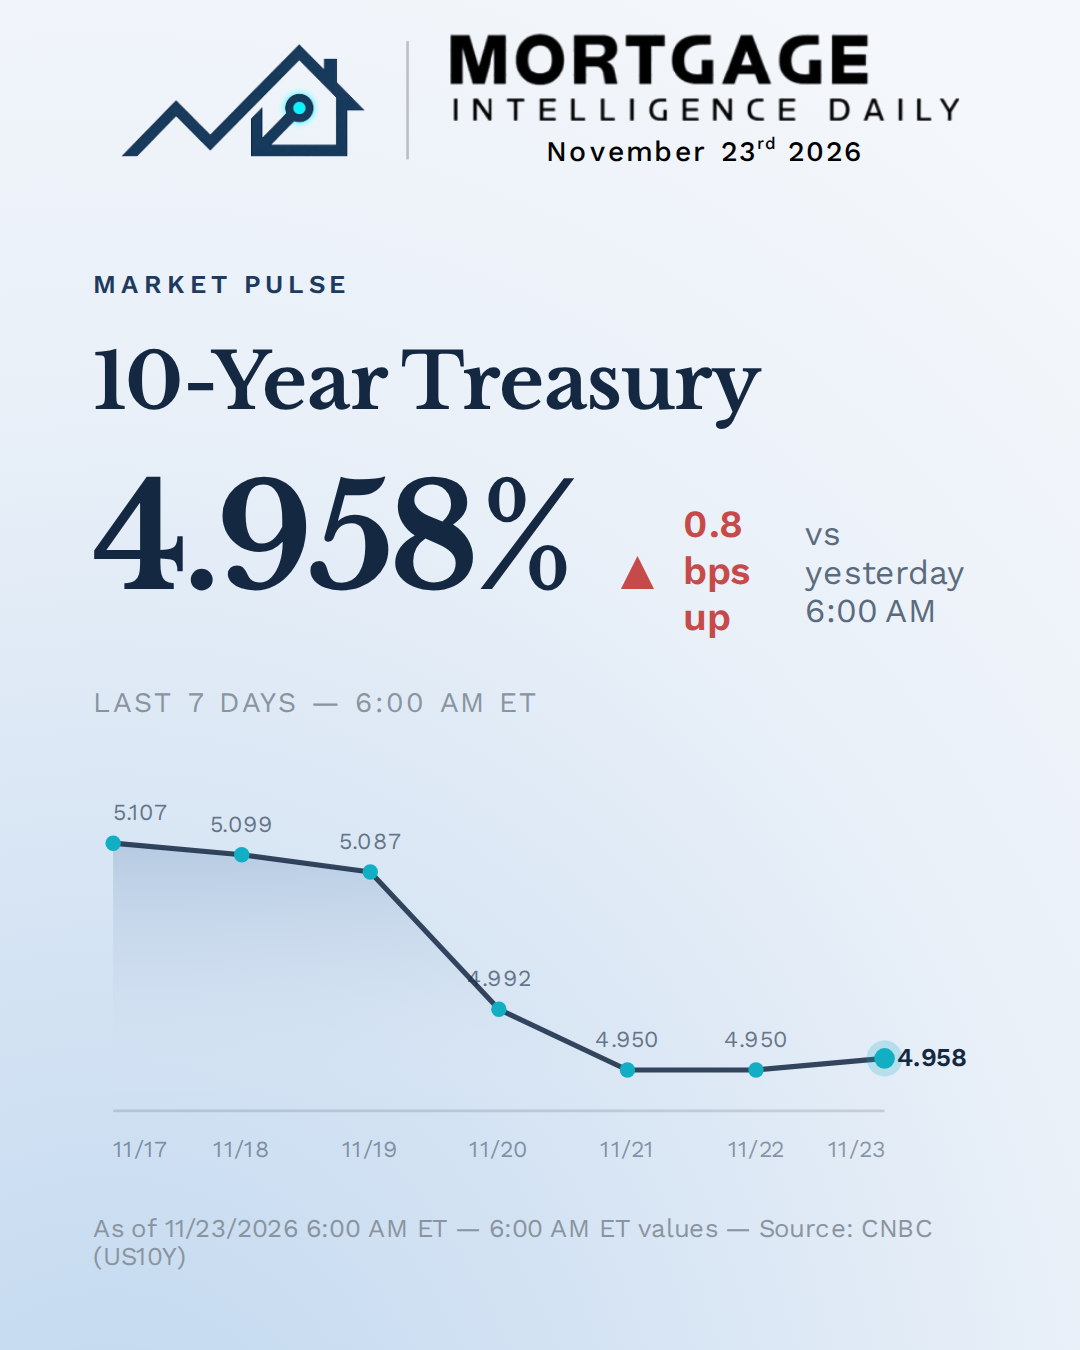 MORTGAGE
INTELLIGENCE DAILY
November 23rd 2026
MARKET PULSE
10-Year Treasury
4.958%
▲ 0.8 bps up
vs yesterday 6:00 AM
LAST 7 DAYS — 6:00 AM ET
5.107
5.099
5.087
4.992
4.950
4.950
4.958
11/17 11/18 11/19 11/20 11/21 11/22 11/23
As of 11/23/2026 6:00 AM ET — 6:00 AM ET values — Source: CNBC
(US10Y)